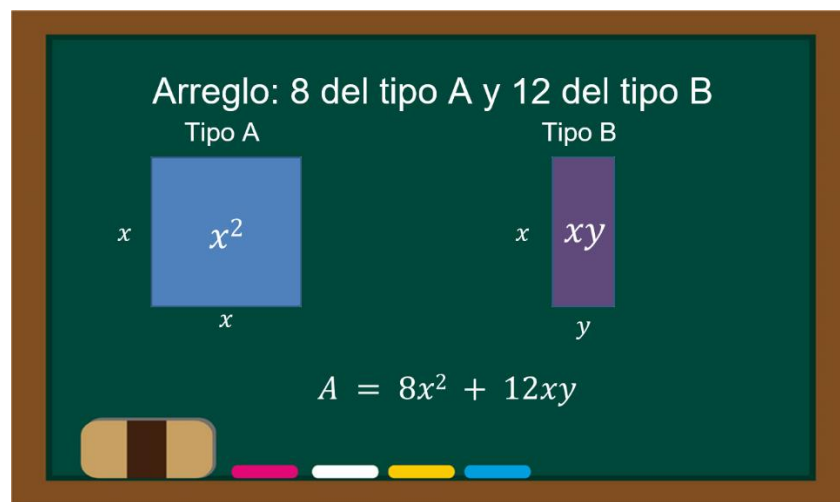 Arreglo: 8 del tipo A y 12 del tipo B
Tipo A
Tipo B
x
x²
x
xy
x
y
A = 8x² + 12xy